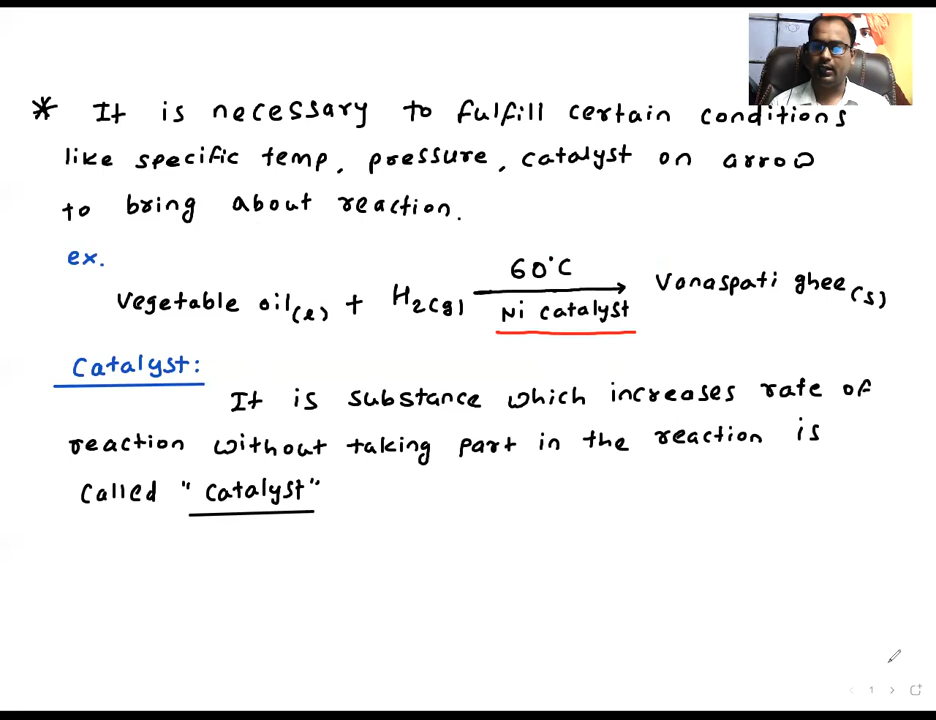 * It is necessary to fulfill certain conditions
like specific temp, pressure, catalyst on arrow
to bring about reaction.
ex.
60°C
Vegetable oil(l) + H2(g) → Vanaspati ghee(s)
Ni catalyst
Catalyst:
It is substance which increases rate of
reaction without taking part in the reaction is
called "catalyst"
1